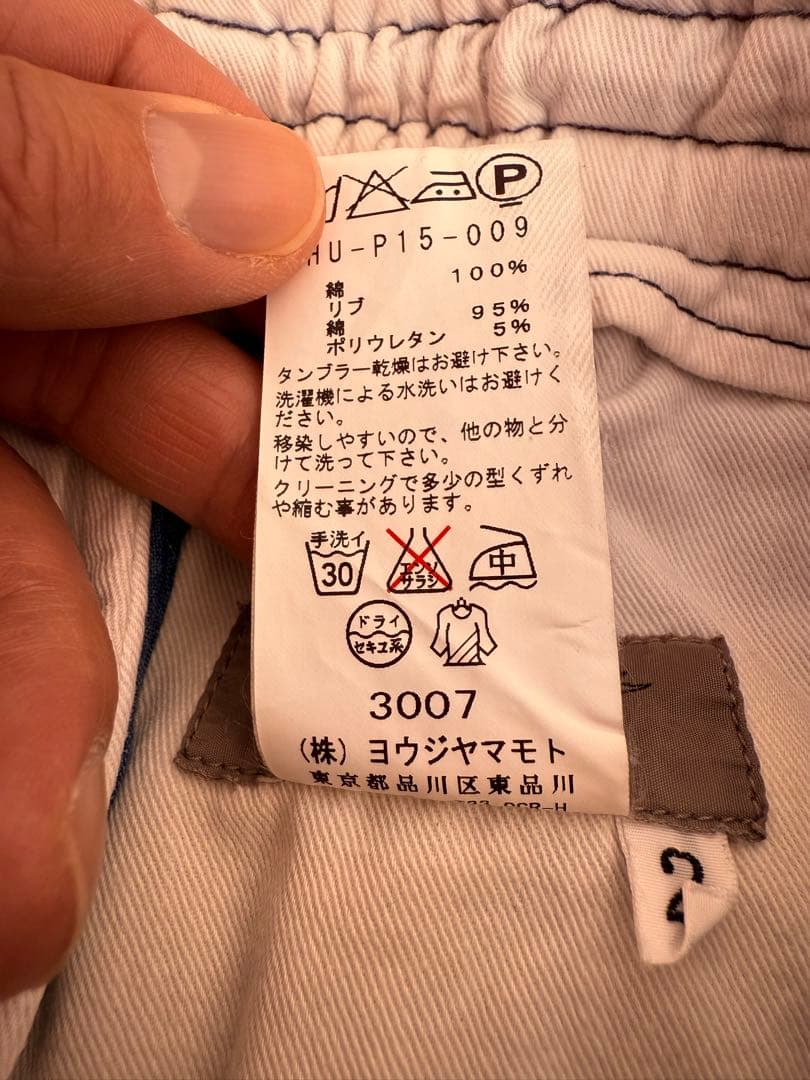 P
HU-P15-009
綿 100%
リブ
綿 95%
ポリウレタン 5%
タンブラー乾燥はお避け下さい。
洗濯機による水洗いはお避けく
ださい。
移染しやすいので、他の物と分
けて洗って下さい。
クリーニングで多少の型くずれ
や縮む事があります。
手洗イ
30
エンソ
サラシ
中
ドライ
セキユ系
3007
(株) ヨウジヤマモト
東京都品川区東品川
3